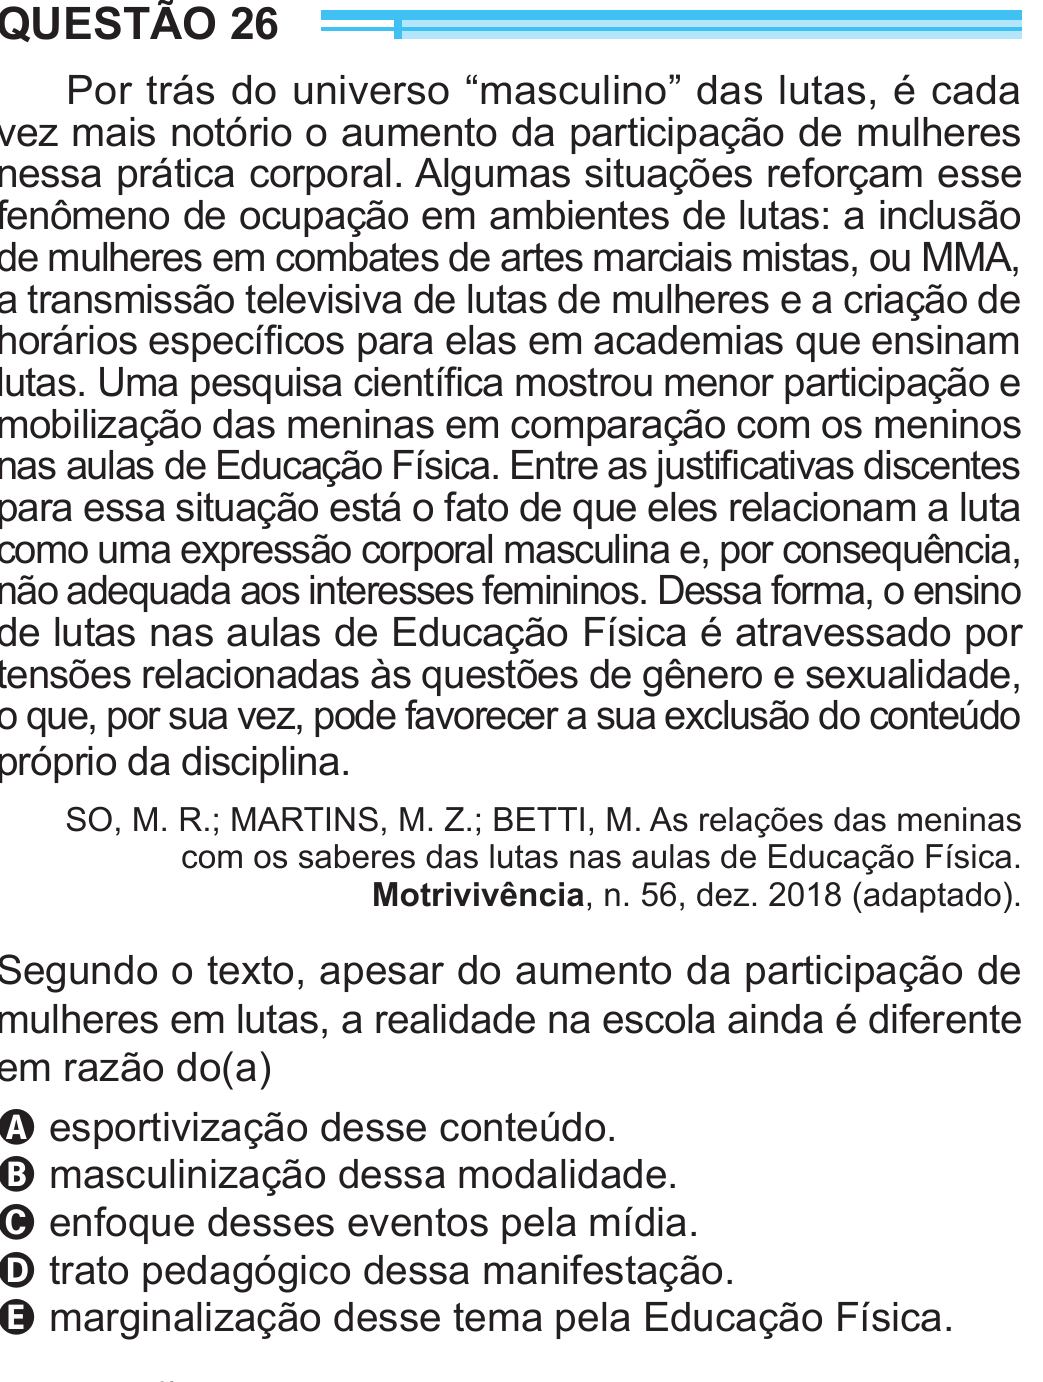 QUESTÃO 26
Por trás do universo “masculino” das lutas, é cada
vez mais notório o aumento da participação de mulheres
nessa prática corporal. Algumas situações reforçam esse
fenômeno de ocupação em ambientes de lutas: a inclusão
de mulheres em combates de artes marciais mistas, ou MMA,
a transmissão televisiva de lutas de mulheres e a criação de
horários específicos para elas em academias que ensinam
lutas. Uma pesquisa científica mostrou menor participação e
mobilização das meninas em comparação com os meninos
nas aulas de Educação Física. Entre as justificativas discentes
para essa situação está o fato de que eles relacionam a luta
como uma expressão corporal masculina e, por consequência,
não adequada aos interesses femininos. Dessa forma, o ensino
de lutas nas aulas de Educação Física é atravessado por
tensões relacionadas às questões de gênero e sexualidade,
o que, por sua vez, pode favorecer a sua exclusão do conteúdo
próprio da disciplina.
SO, M. R.; MARTINS, M. Z.; BETTI, M. As relações das meninas
com os saberes das lutas nas aulas de Educação Física.
Motrivivência, n. 56, dez. 2018 (adaptado).
Segundo o texto, apesar do aumento da participação de
mulheres em lutas, a realidade na escola ainda é diferente
em razão do(a)
A esportivização desse conteúdo.
B masculinização dessa modalidade.
C enfoque desses eventos pela mídia.
D trato pedagógico dessa manifestação.
E marginalização desse tema pela Educação Física.